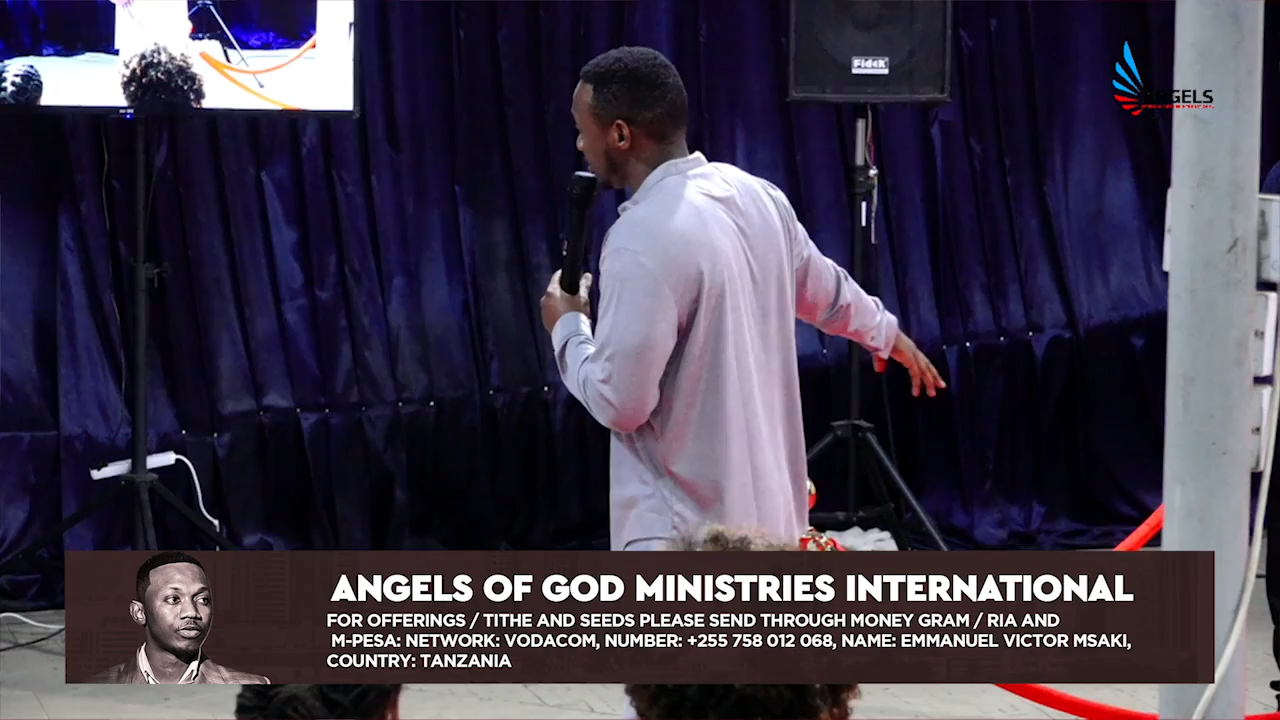 Fidek
ANGELS
ANGELS OF GOD MINISTRIES INTERNATIONAL
FOR OFFERINGS / TITHE AND SEEDS PLEASE SEND THROUGH MONEY GRAM / RIA AND
M-PESA: NETWORK: VODACOM, NUMBER: +255 758 012 068, NAME: EMMANUEL VICTOR MSAKI,
COUNTRY: TANZANIA